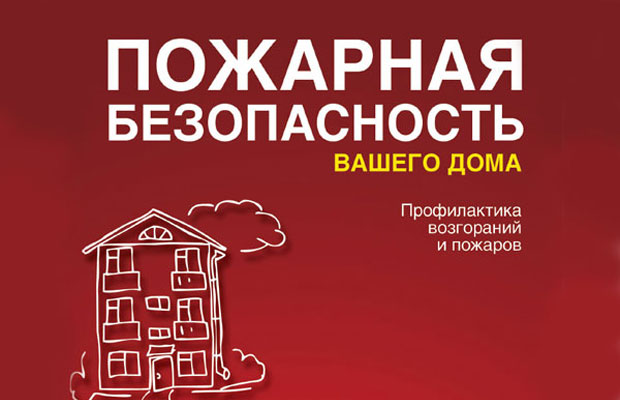 ПОЖАРНАЯ
БЕЗОПАСНОСТЬ
ВАШЕГО ДОМА
Профилактика
возгораний
и пожаров